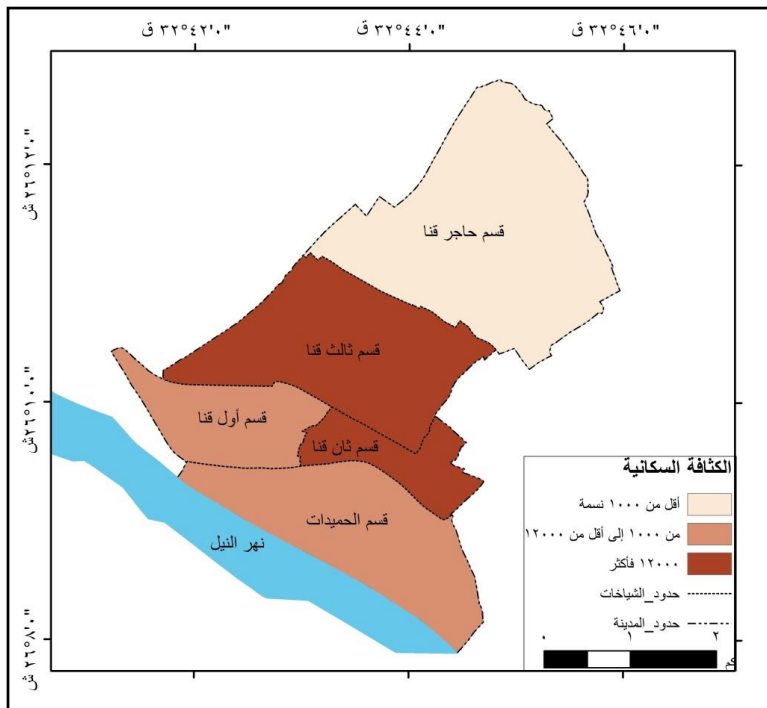 ٣٢°٤٢'٠" ق
٣٢°٤٤'٠" ق
٣٢°٤٦'٠" ق
٢٦°١٢'٠" ش
٢٦°١٠'٠" ش
٢٦°٨'٠" ش
قسم حاجر قنا
قسم ثالث قنا
قسم أول قنا
قسم ثان قنا
قسم الحميدات
نهر النيل
الكثافة السكانية
أقل من ١٠٠٠ نسمة
من ١٠٠٠ إلى أقل من ١٢٠٠٠
١٢٠٠٠ فأكثر
حدود_الشياخات
حدود_المدينة
٠ ١ ٢
كم